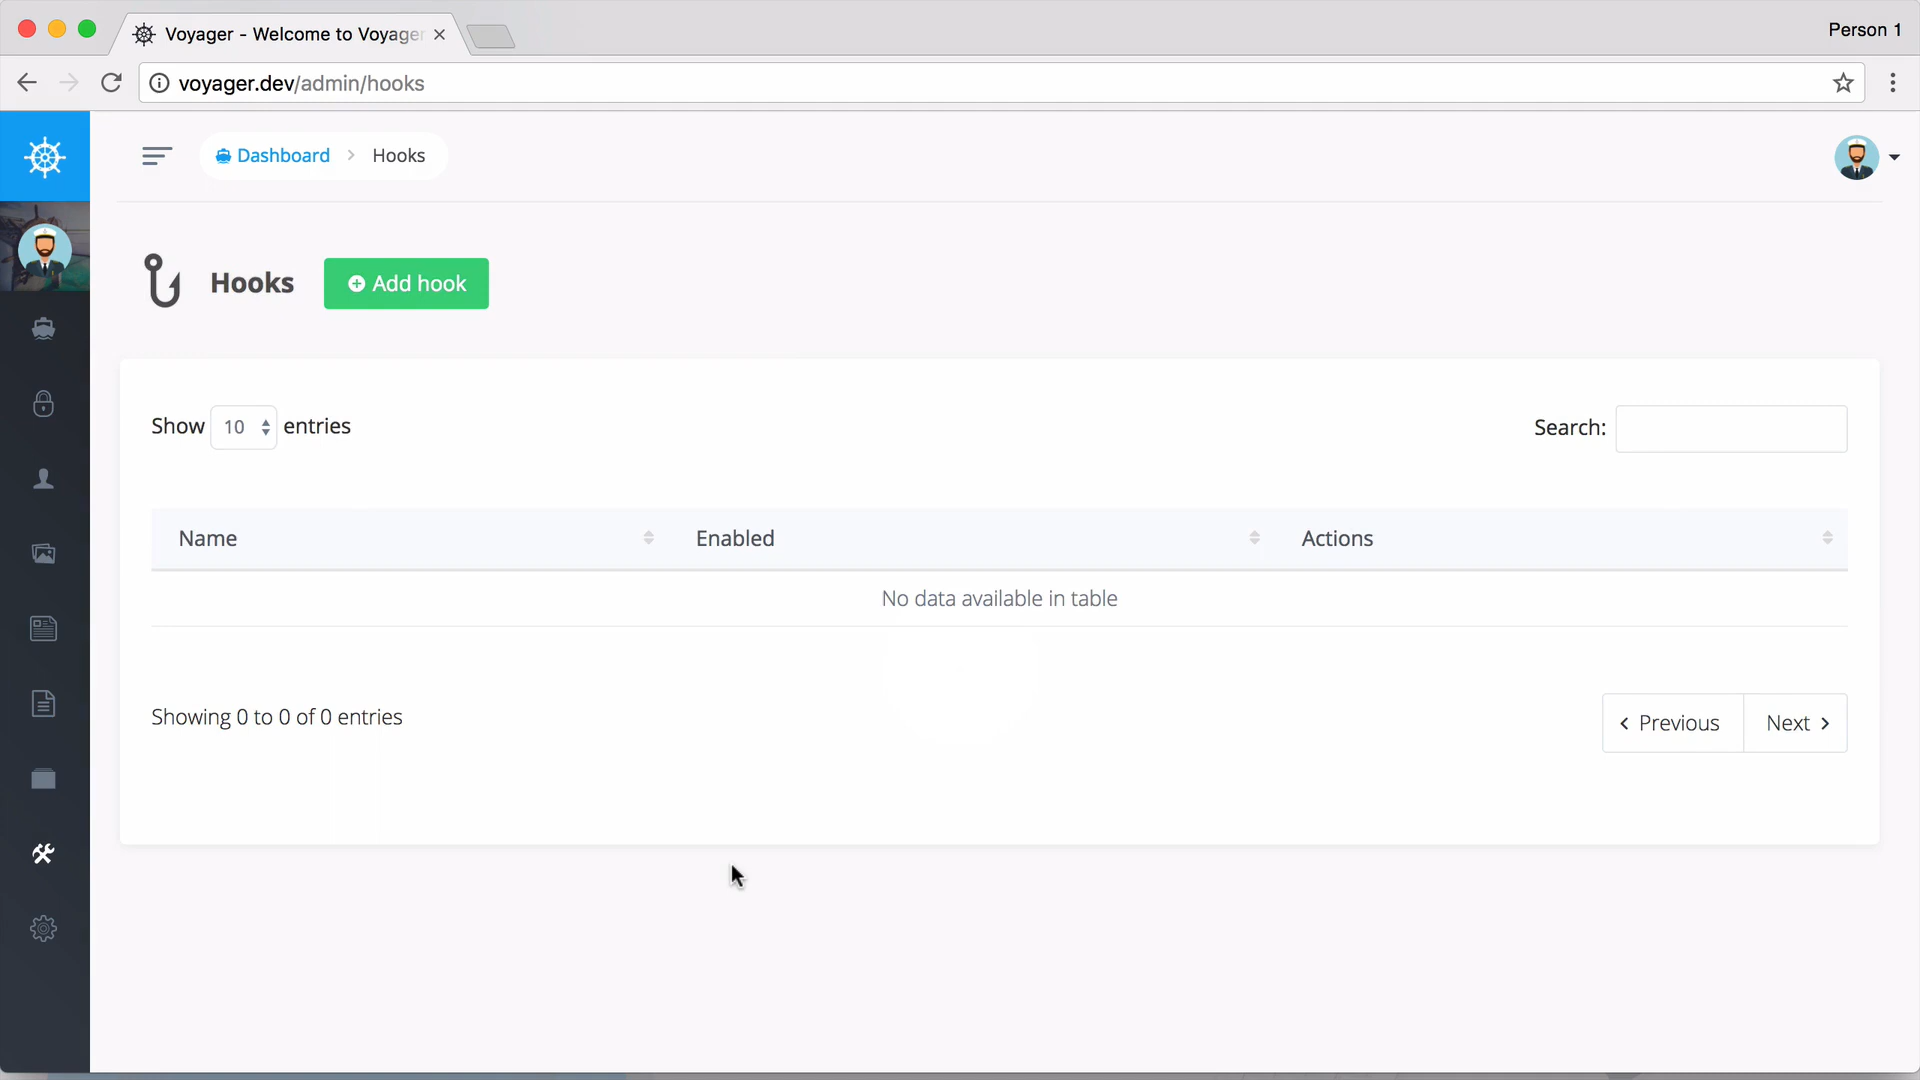 Voyager - Welcome to Voyager
Person 1
voyager.dev/admin/hooks
Dashboard > Hooks
Hooks
Add hook
Show 10 entries
Search:
Name Enabled Actions
No data available in table
Showing 0 to 0 of 0 entries
Previous Next